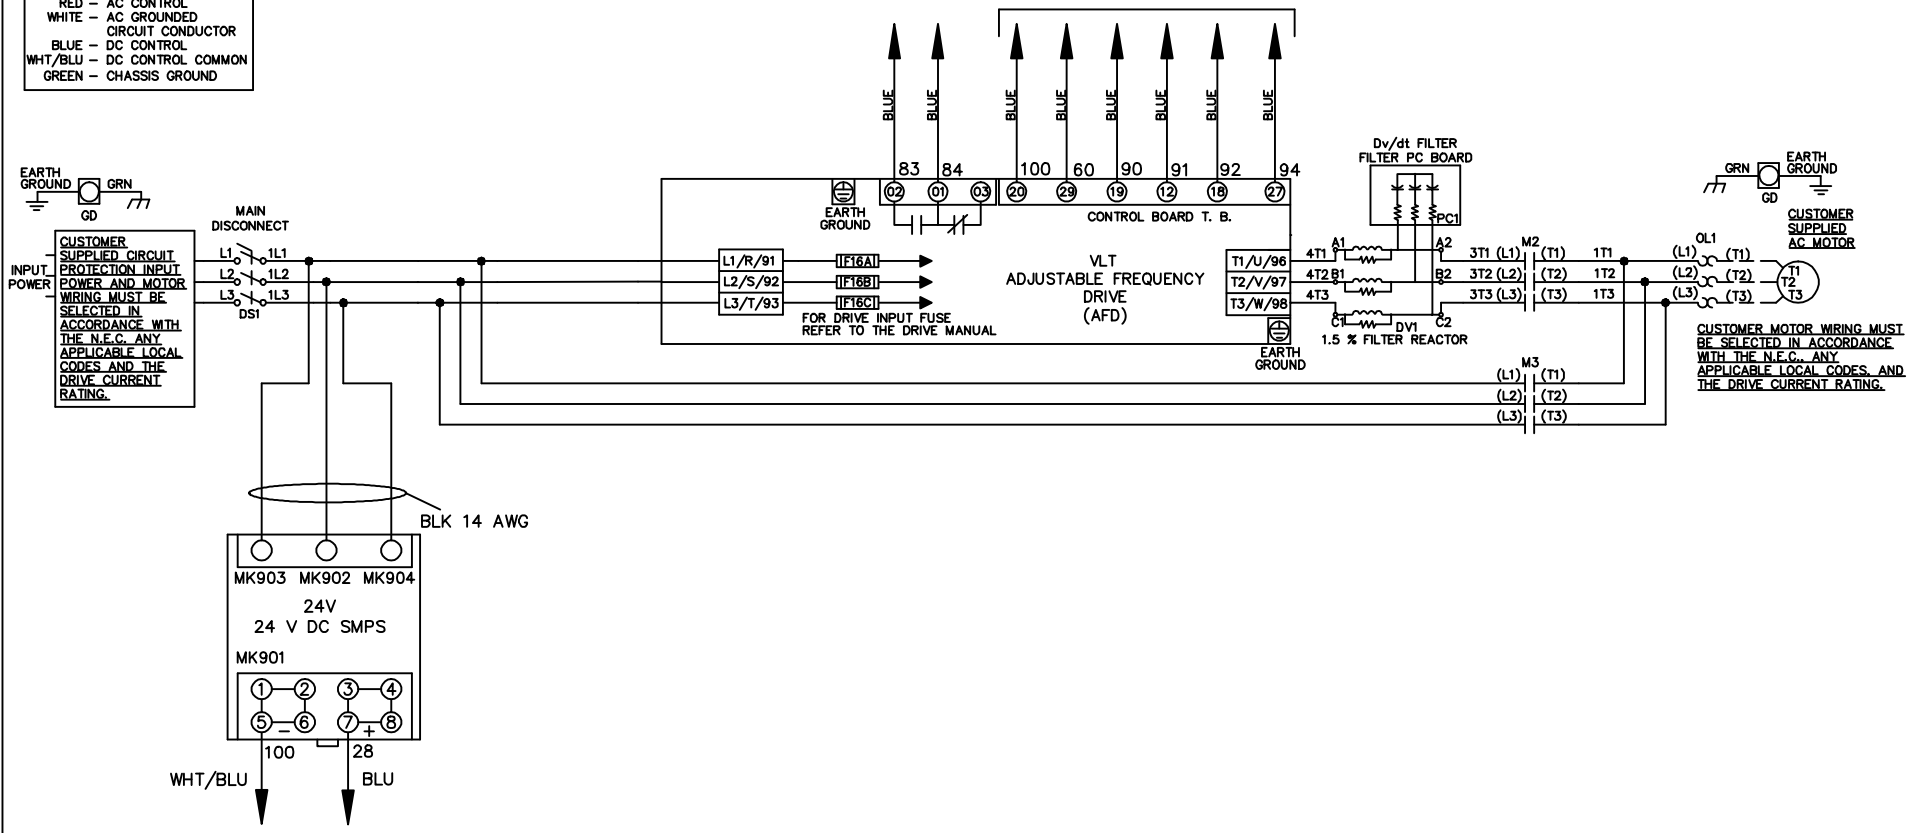 RED – AC CONTROL
WHITE – AC GROUNDED
CIRCUIT CONDUCTOR
BLUE – DC CONTROL
WHT/BLU – DC CONTROL COMMON
GREEN – CHASSIS GROUND
BLUE
BLUE
BLUE
BLUE
BLUE
BLUE
BLUE
BLUE
83
84
100
60
90
91
92
94
02
01
03
20
29
19
12
18
27
EARTH
GROUND
CONTROL BOARD T. B.
EARTH
GROUND
GRN
GD
MAIN
DISCONNECT
INPUT
POWER
CUSTOMER
SUPPLIED CIRCUIT
PROTECTION INPUT
POWER AND MOTOR
WIRING MUST BE
SELECTED IN
ACCORDANCE WITH
THE N.E.C. ANY
APPLICABLE LOCAL
CODES AND THE
DRIVE CURRENT
RATING.
L1
1L1
L2
1L2
L3
1L3
DS1
L1/R/91
L2/S/92
L3/T/93
F16A
F16B
F16C
FOR DRIVE INPUT FUSE
REFER TO THE DRIVE MANUAL
VLT
ADJUSTABLE FREQUENCY
DRIVE
(AFD)
T1/U/96
T2/V/97
T3/W/98
EARTH
GROUND
4T1
4T2
4T3
Dv/dt FILTER
FILTER PC BOARD
PC1
A1
A2
B1
B2
C1
C2
DV1
1.5 % FILTER REACTOR
M2
3T1 (L1) (T1) 1T1
3T2 (L2) (T2) 1T2
3T3 (L3) (T3) 1T3
M3
(L1) (T1)
(L2) (T2)
(L3) (T3)
OL1
(L1) (T1)
(L2) (T2)
(L3) (T3)
T1
T2
T3
GRN
EARTH
GROUND
GD
CUSTOMER
SUPPLIED
AC MOTOR
CUSTOMER MOTOR WIRING MUST
BE SELECTED IN ACCORDANCE
WITH THE N.E.C., ANY
APPLICABLE LOCAL CODES, AND
THE DRIVE CURRENT RATING.
BLK 14 AWG
MK903 MK902 MK904
24V
24 V DC SMPS
MK901
1 2 3 4
5 6 7 8
– +
100
28
WHT/BLU
BLU